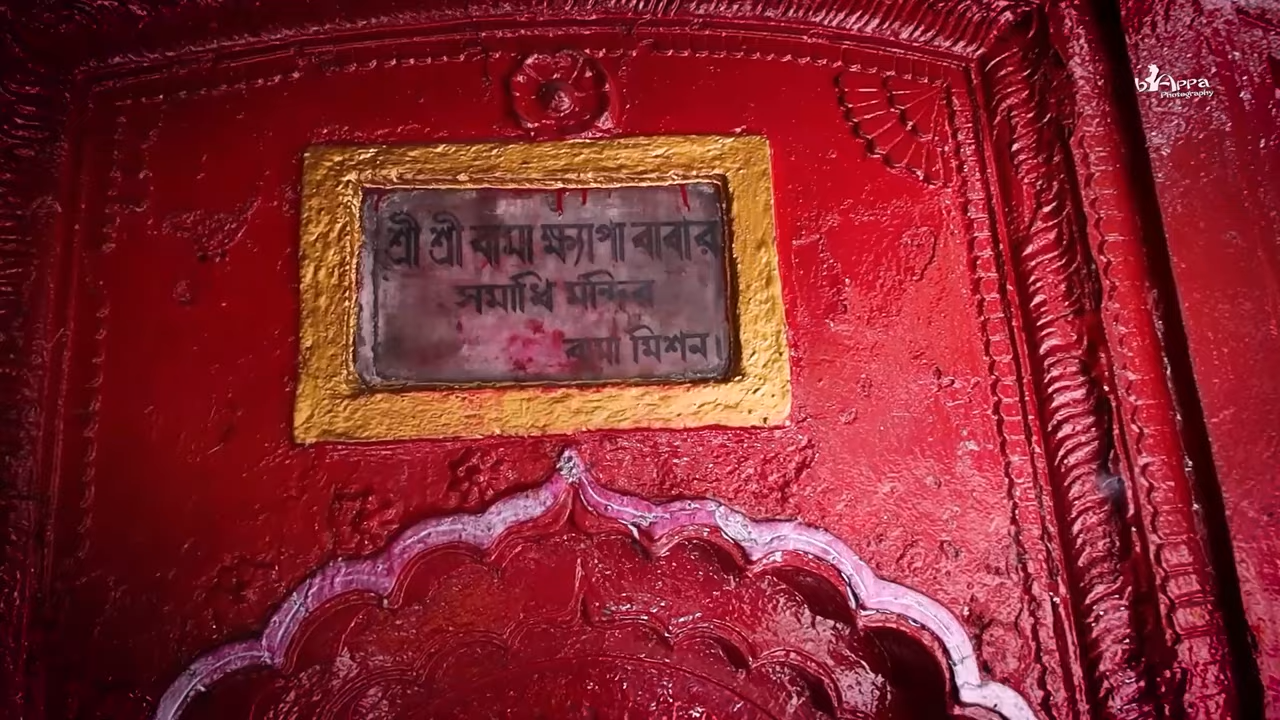 শ্রী শ্রী বামা ক্ষ্যাপা বাবার
সমাধি মন্দির
বামা মিশন।
bAppa
Photography